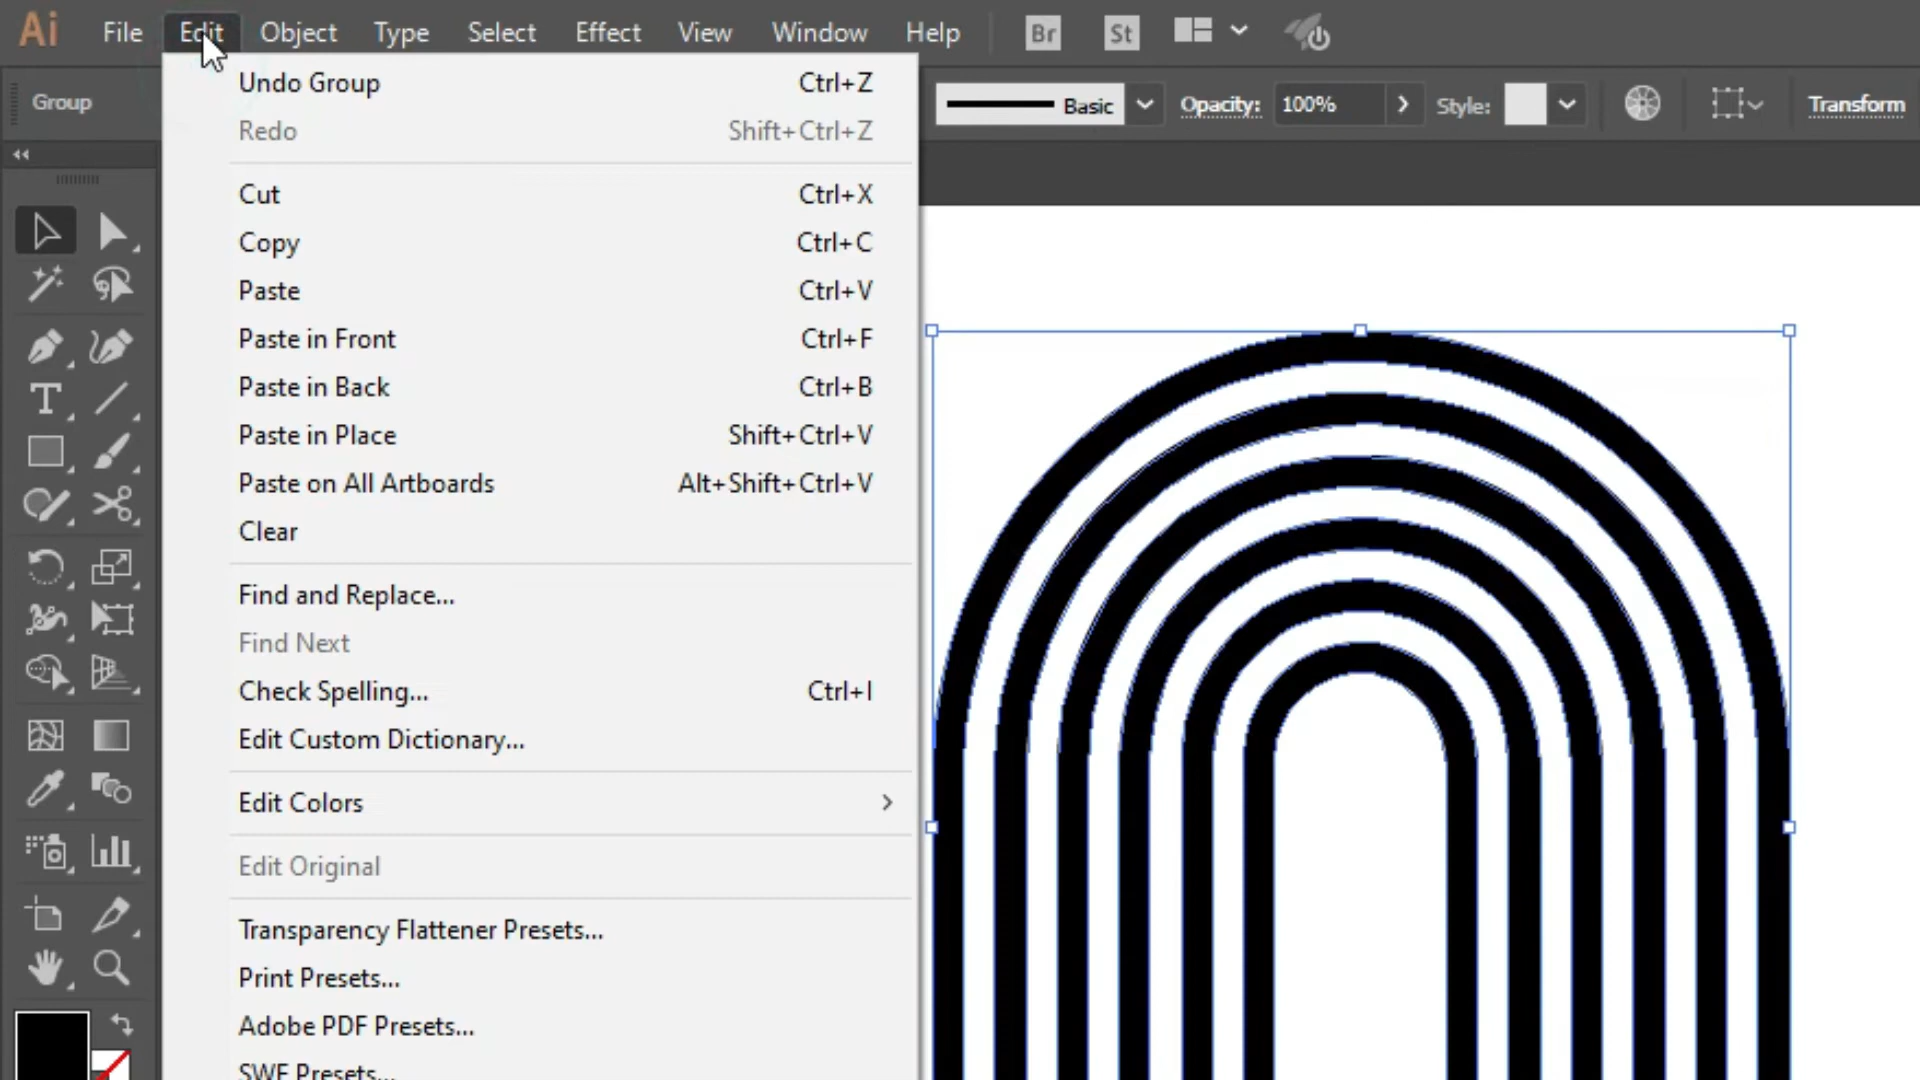 Ai File Edit Object Type Select Effect View Window Help Br St
Group Basic Opacity: 100% Style: Transform
Undo Group Ctrl+Z
Redo Shift+Ctrl+Z
Cut Ctrl+X
Copy Ctrl+C
Paste Ctrl+V
Paste in Front Ctrl+F
Paste in Back Ctrl+B
Paste in Place Shift+Ctrl+V
Paste on All Artboards Alt+Shift+Ctrl+V
Clear
Find and Replace...
Find Next
Check Spelling... Ctrl+I
Edit Custom Dictionary...
Edit Colors
Edit Original
Transparency Flattener Presets...
Print Presets...
Adobe PDF Presets...
SWF Presets...